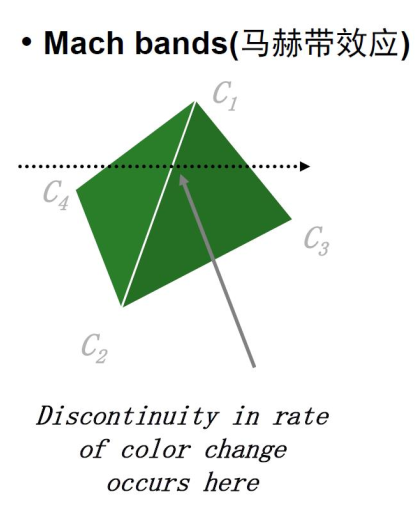 • Mach bands(马赫带效应)
C1
C4
C3
C2
Discontinuity in rate
of color change
occurs here